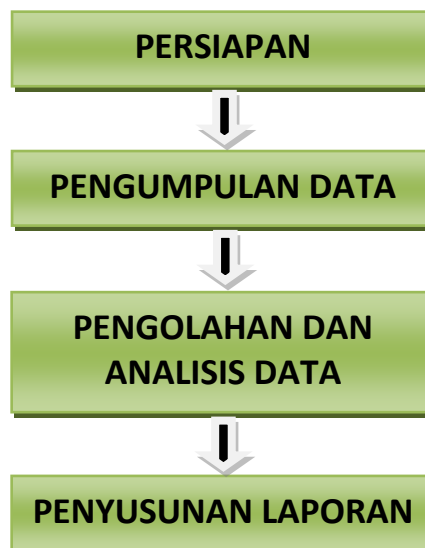 PERSIAPAN
PENGUMPULAN DATA
PENGOLAHAN DAN
ANALISIS DATA
PENYUSUNAN LAPORAN